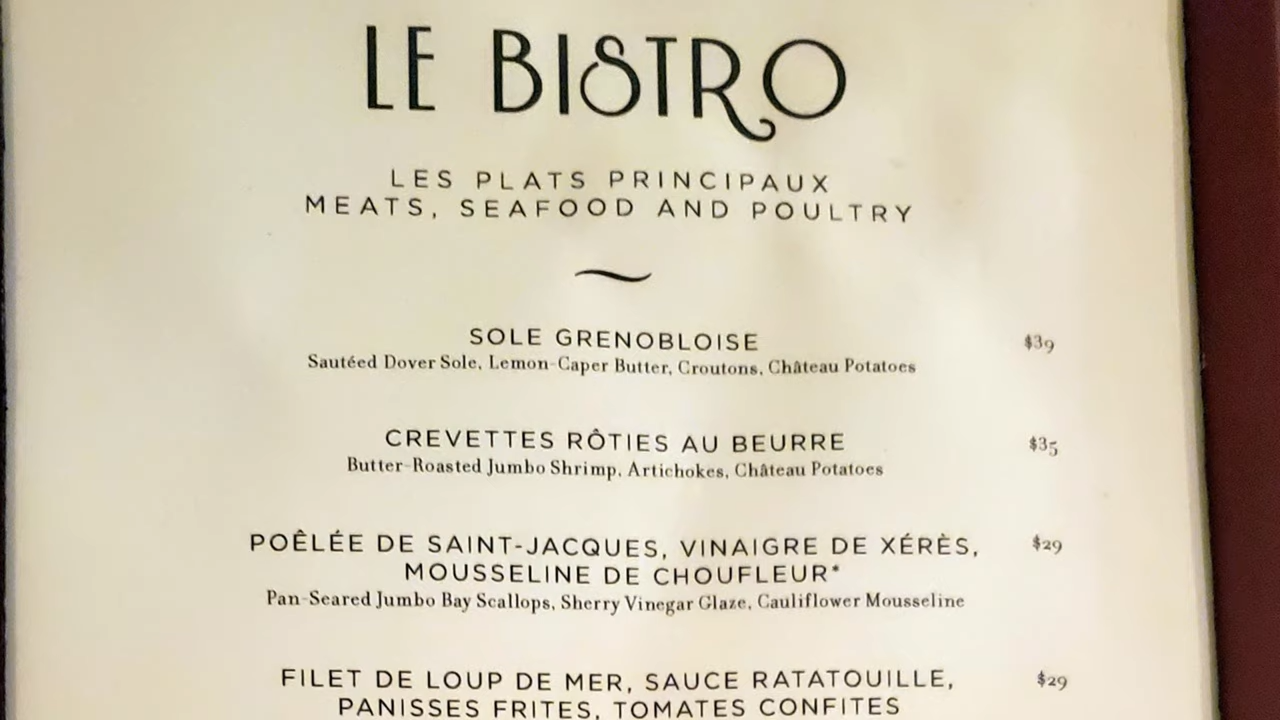 LE BISTRO
LES PLATS PRINCIPAUX
MEATS, SEAFOOD AND POULTRY
SOLE GRENOBLOISE $39
Sautéed Dover Sole, Lemon-Caper Butter, Croutons, Château Potatoes
CREVETTES RÔTIES AU BEURRE $35
Butter-Roasted Jumbo Shrimp, Artichokes, Château Potatoes
POÊLÉE DE SAINT-JACQUES, VINAIGRE DE XÉRÈS, $29
MOUSSELINE DE CHOUFLEUR*
Pan-Seared Jumbo Bay Scallops, Sherry Vinegar Glaze, Cauliflower Mousseline
FILET DE LOUP DE MER, SAUCE RATATOUILLE, $29
PANISSES FRITES, TOMATES CONFITES